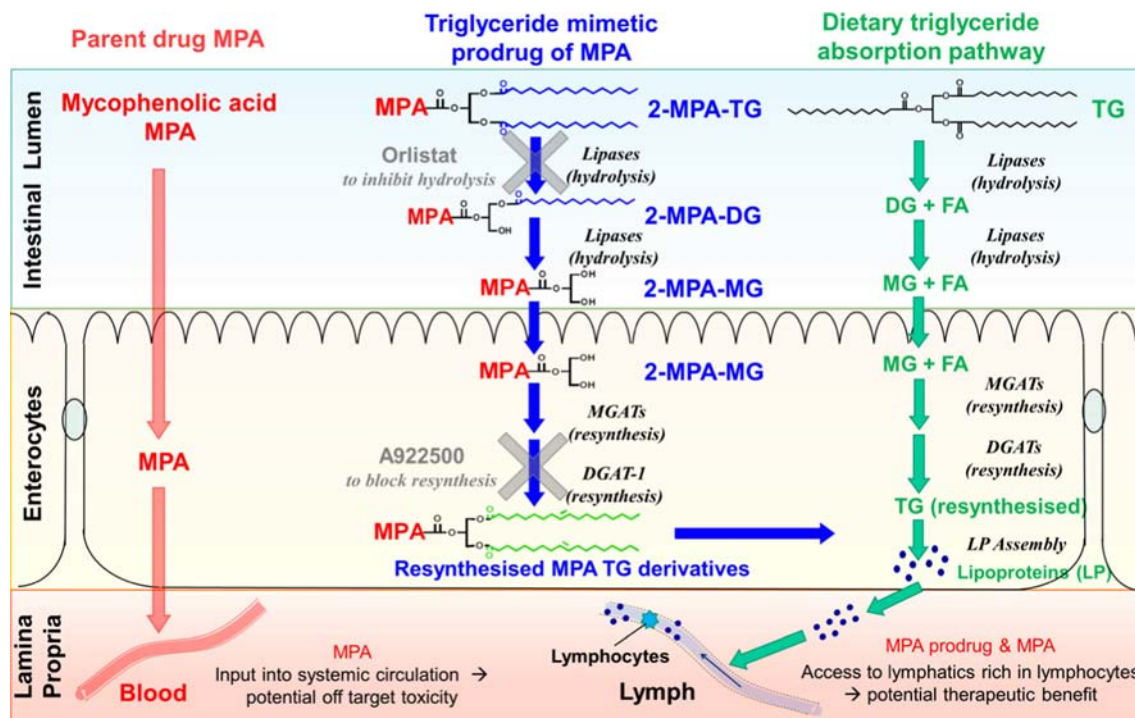 Parent drug MPA
Triglyceride mimetic
prodrug of MPA
Dietary triglyceride
absorption pathway
Intestinal Lumen
Mycophenolic acid
MPA
MPA
O
O
O
O
O
2-MPA-TG
O
O
O
O
O
O
TG
Orlistat
to inhibit hydrolysis
Lipases
(hydrolysis)
Lipases
(hydrolysis)
MPA
O
O
O
O
OH
2-MPA-DG
DG + FA
Lipases
(hydrolysis)
Lipases
(hydrolysis)
MPA
O
O
OH
OH
2-MPA-MG
MG + FA
Enterocytes
MPA
O
O
OH
OH
2-MPA-MG
MG + FA
MGATs
(resynthesis)
MGATs
(resynthesis)
MPA
A922500
to block resynthesis
DGAT-1
(resynthesis)
DGATs
(resynthesis)
MPA
O
O
O
O
O
O
TG (resynthesised)
Resynthesised MPA TG derivatives
LP Assembly
Lipoproteins (LP)
Lamina
Propria
Blood
MPA
Input into systemic circulation →
potential off target toxicity
Lymphocytes
Lymph
MPA prodrug & MPA
Access to lymphatics rich in lymphocytes
→ potential therapeutic benefit